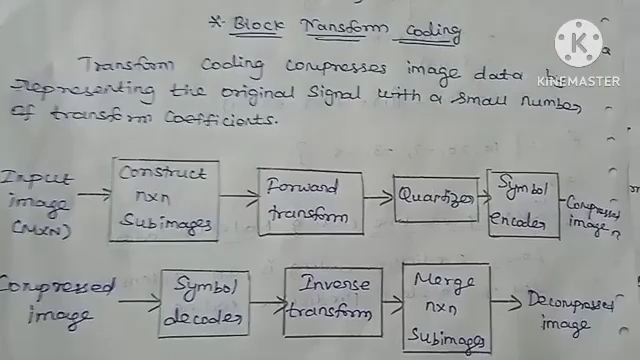 * Block Transform Coding
Transform coding compresses image data b
representing the original signal with a small number
of transform coefficients.
KINEMASTER
Input
image
(MXN)
Construct
nxn
Subimages
Forward
transform
Quantizer
Symbol
encoder
Compressed
image
Compressed
image
Symbol
decoder
Inverse
transform
Merge
nxn
Subimages
Decompressed
image